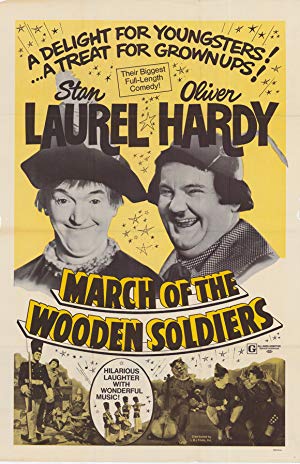 A DELIGHT FOR YOUNGSTERS!
...A TREAT FOR GROWNUPS!
Their Biggest
Full-Length
Comedy!
Stan Oliver
LAUREL HARDY
MARCH OF THE
WOODEN SOLDIERS
HILARIOUS
LAUGHTER
WITH
WONDERFUL
MUSIC!
G